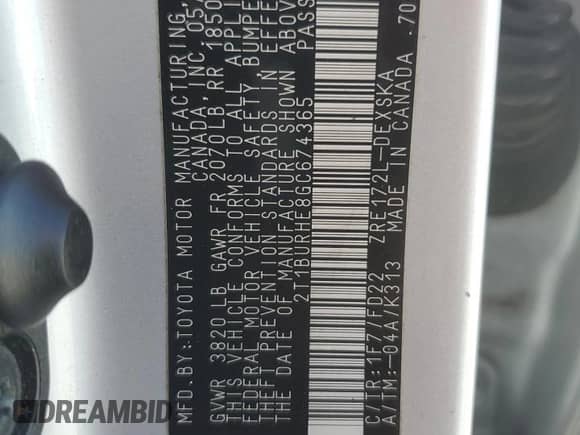 MFD.BY:TOYOTA MOTOR MANUFACTURING,
CANADA, INC. 05/
GVWR 3820 LB GAWR FR 2070LB, RR 1850
THIS VEHICLE CONFORMS TO ALL APPLI
FEDERAL MOTOR VEHICLE SAFETY, BUMPE
THEFT PREVENTION STANDARDS IN EFFE
THE DATE OF MANUFACTURE SHOWN ABOV
2T1BURHE8GC674365 PASS
C/TR:1F7/FD22 ZRE172L-DEXSKA
A/TM:-04A/K313 MADE IN CANADA .70
DREAMBID